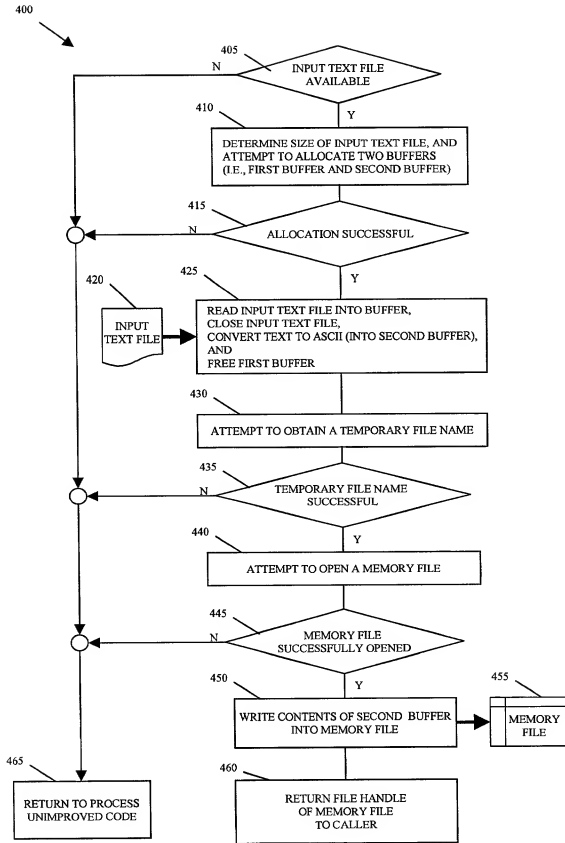 400
405
N
INPUT TEXT FILE
AVAILABLE
Y
410
DETERMINE SIZE OF INPUT TEXT FILE, AND
ATTEMPT TO ALLOCATE TWO BUFFERS
(I.E., FIRST BUFFER AND SECOND BUFFER)
415
N
ALLOCATION SUCCESSFUL
Y
420
425
INPUT
TEXT FILE
READ INPUT TEXT FILE INTO BUFFER,
CLOSE INPUT TEXT FILE,
CONVERT TEXT TO ASCII (INTO SECOND BUFFER),
AND
FREE FIRST BUFFER
430
ATTEMPT TO OBTAIN A TEMPORARY FILE NAME
435
N
TEMPORARY FILE NAME
SUCCESSFUL
Y
440
ATTEMPT TO OPEN A MEMORY FILE
445
N
MEMORY FILE
SUCCESSFULLY OPENED
Y
450
WRITE CONTENTS OF SECOND BUFFER
INTO MEMORY FILE
455
MEMORY
FILE
460
RETURN FILE HANDLE
OF MEMORY FILE
TO CALLER
465
RETURN TO PROCESS
UNIMPROVED CODE